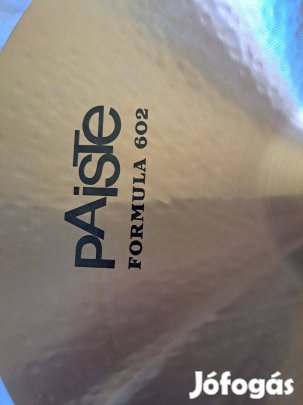 PAiSTe
FORMULA 602
Jófogás